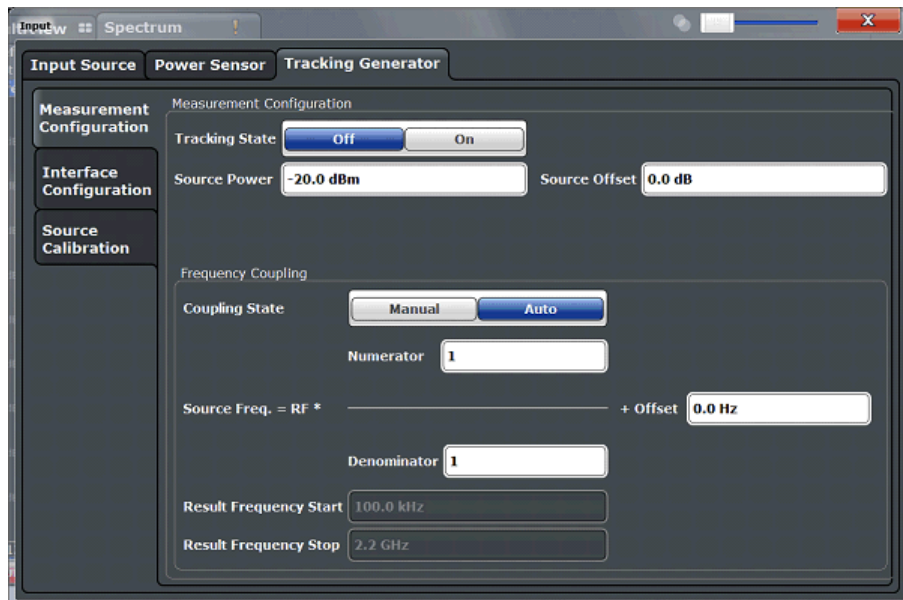 Input
Spectrum !
Input Source Power Sensor Tracking Generator
Measurement Configuration
Interface Configuration
Source Calibration
Measurement Configuration
Tracking State Off On
Source Power -20.0 dBm Source Offset 0.0 dB
Frequency Coupling
Coupling State Manual Auto
Numerator 1
Source Freq. = RF * + Offset 0.0 Hz
Denominator 1
Result Frequency Start 100.0 kHz
Result Frequency Stop 2.2 GHz